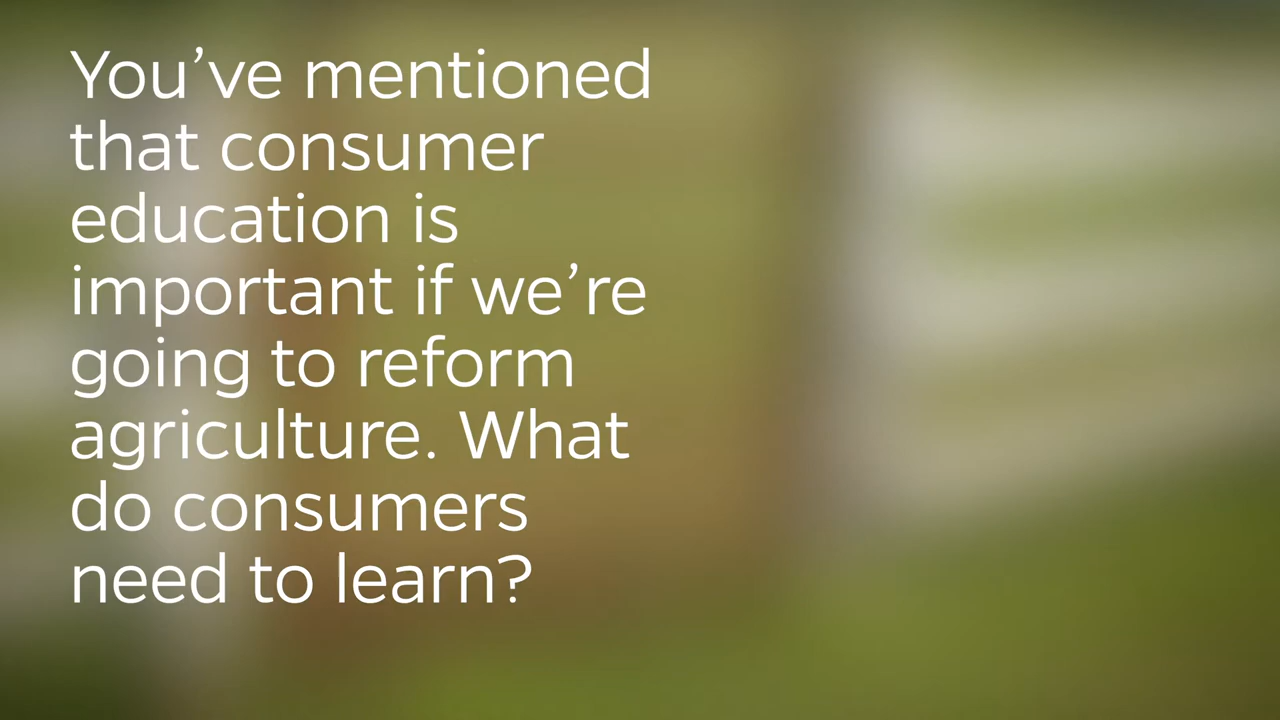 You’ve mentioned
that consumer
education is
important if we’re
going to reform
agriculture. What
do consumers
need to learn?